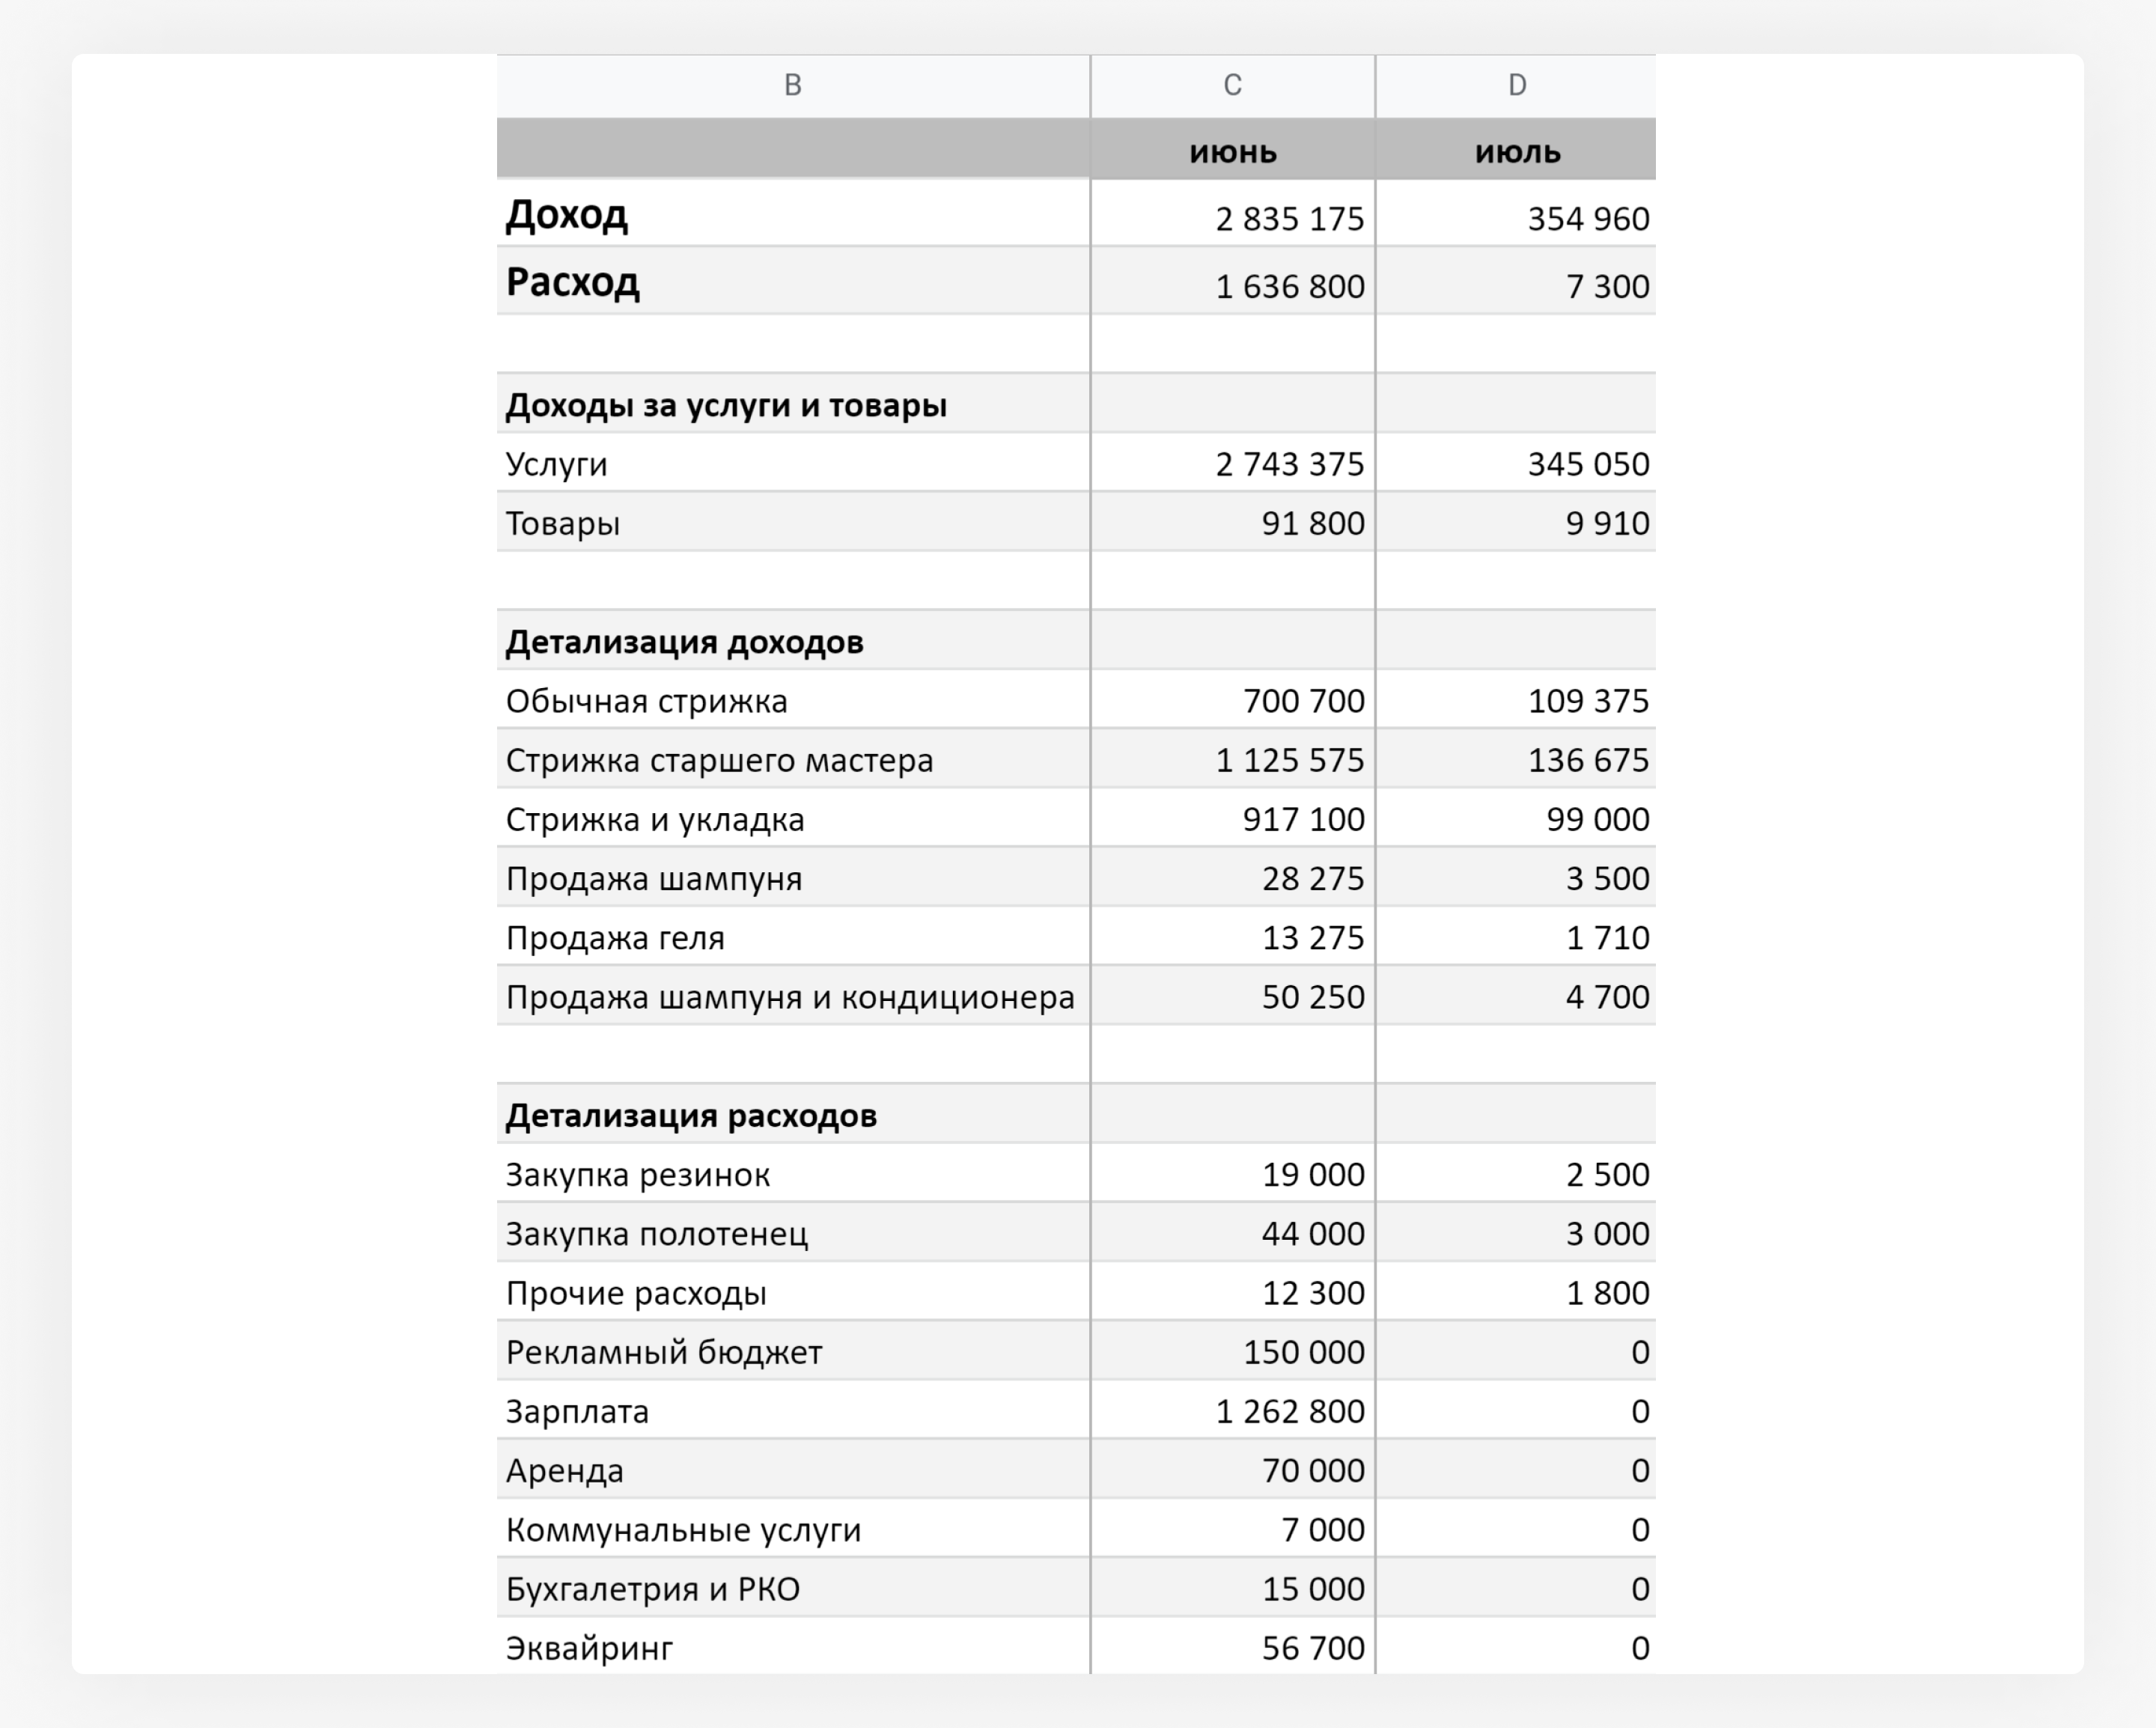 B C D
июнь июль
Доход 2 835 175 354 960
Расход 1 636 800 7 300
Доходы за услуги и товары
Услуги 2 743 375 345 050
Товары 91 800 9 910
Детализация доходов
Обычная стрижка 700 700 109 375
Стрижка старшего мастера 1 125 575 136 675
Стрижка и укладка 917 100 99 000
Продажа шампуня 28 275 3 500
Продажа геля 13 275 1 710
Продажа шампуня и кондиционера 50 250 4 700
Детализация расходов
Закупка резинок 19 000 2 500
Закупка полотенец 44 000 3 000
Прочие расходы 12 300 1 800
Рекламный бюджет 150 000 0
Зарплата 1 262 800 0
Аренда 70 000 0
Коммунальные услуги 7 000 0
Бухгалетрия и РКО 15 000 0
Эквайринг 56 700 0